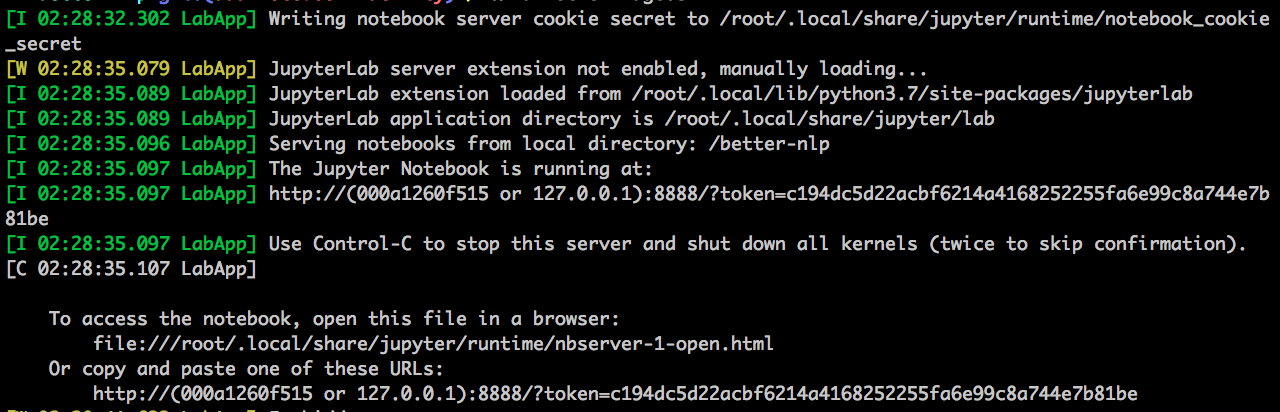 [I 02:28:32.302 LabApp] Writing notebook server cookie secret to /root/.local/share/jupyter/runtime/notebook_cookie
_secret
[W 02:28:35.079 LabApp] JupyterLab server extension not enabled, manually loading...
[I 02:28:35.089 LabApp] JupyterLab extension loaded from /root/.local/lib/python3.7/site-packages/jupyterlab
[I 02:28:35.089 LabApp] JupyterLab application directory is /root/.local/share/jupyter/lab
[I 02:28:35.096 LabApp] Serving notebooks from local directory: /better-nlp
[I 02:28:35.097 LabApp] The Jupyter Notebook is running at:
[I 02:28:35.097 LabApp] http://(000a1260f515 or 127.0.0.1):8888/?token=c194dc5d22acbf6214a4168252255fa6e99c8a744e7b
81be
[I 02:28:35.097 LabApp] Use Control-C to stop this server and shut down all kernels (twice to skip confirmation).
[C 02:28:35.107 LabApp]
To access the notebook, open this file in a browser:
file:///root/.local/share/jupyter/runtime/nbserver-1-open.html
Or copy and paste one of these URLs:
http://(000a1260f515 or 127.0.0.1):8888/?token=c194dc5d22acbf6214a4168252255fa6e99c8a744e7b81be